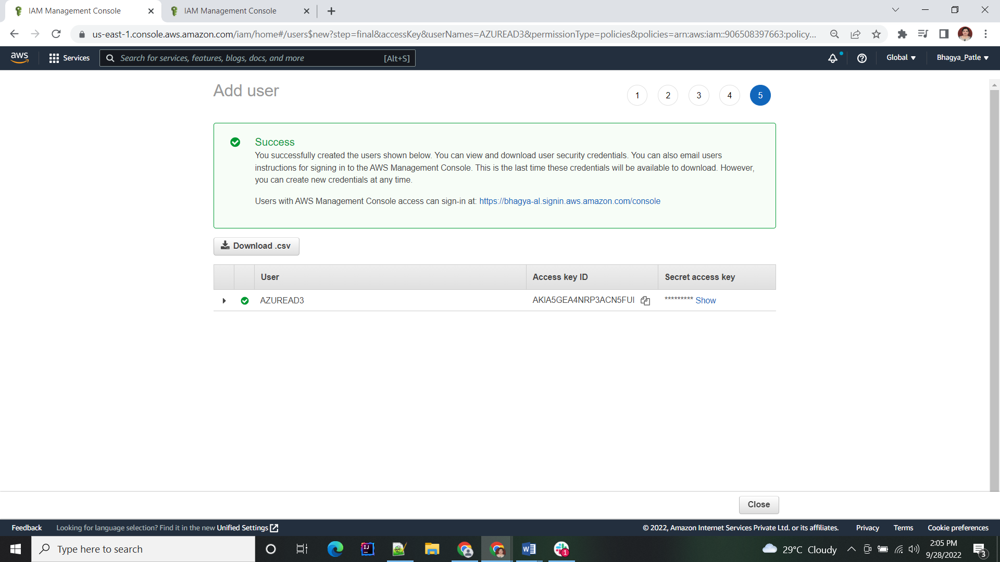 IAM Management Console
IAM Management Console
us-east-1.console.aws.amazon.com/iam/home#/users$new?step=final&accessKey&userNames=AZUREAD3&permissionType=policies&policies=arn:aws:iam::906508397663:policy...
aws
Services
Search for services, features, blogs, docs, and more
[Alt+S]
Global
Bhagya_Patle
Add user
1 2 3 4 5
Success
You successfully created the users shown below. You can view and download user security credentials. You can also email users
instructions for signing in to the AWS Management Console. This is the last time these credentials will be available to download. However,
you can create new credentials at any time.
Users with AWS Management Console access can sign-in at: https://bhagya-al.signin.aws.amazon.com/console
Download .csv
User Access key ID Secret access key
AZUREAD3 AKIA5GEA4NRP3ACN5FUI ********* Show
Close
Feedback Looking for language selection? Find it in the new Unified Settings
© 2022, Amazon Internet Services Private Ltd. or its affiliates. Privacy Terms Cookie preferences
Type here to search
IJ
W
1
29°C Cloudy
2:05 PM
9/28/2022
3